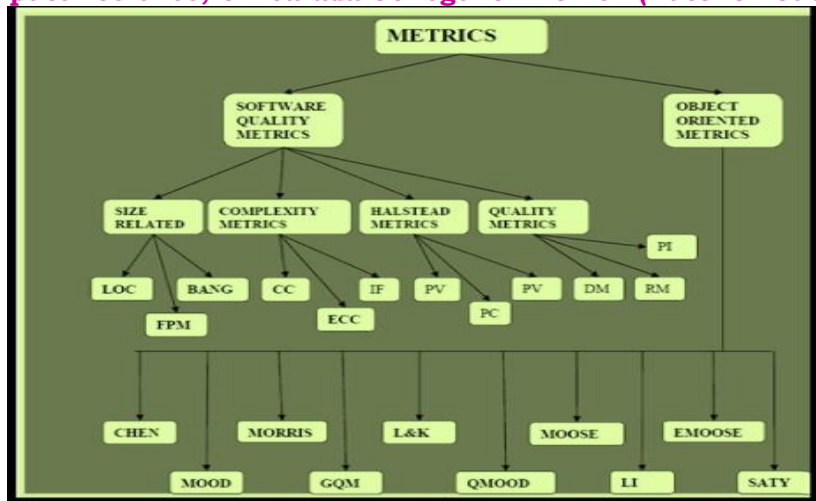 METRICS
SOFTWARE
QUALITY
METRICS
OBJECT
ORIENTED
METRICS
SIZE
RELATED
COMPLEXITY
METRICS
HALSTEAD
METRICS
QUALITY
METRICS
PI
LOC
BANG
CC
IF
PV
PV
DM
RM
FPM
ECC
PC
CHEN
MORRIS
L&K
MOOSE
EMOOSE
MOOD
GQM
QMOOD
LI
SATY